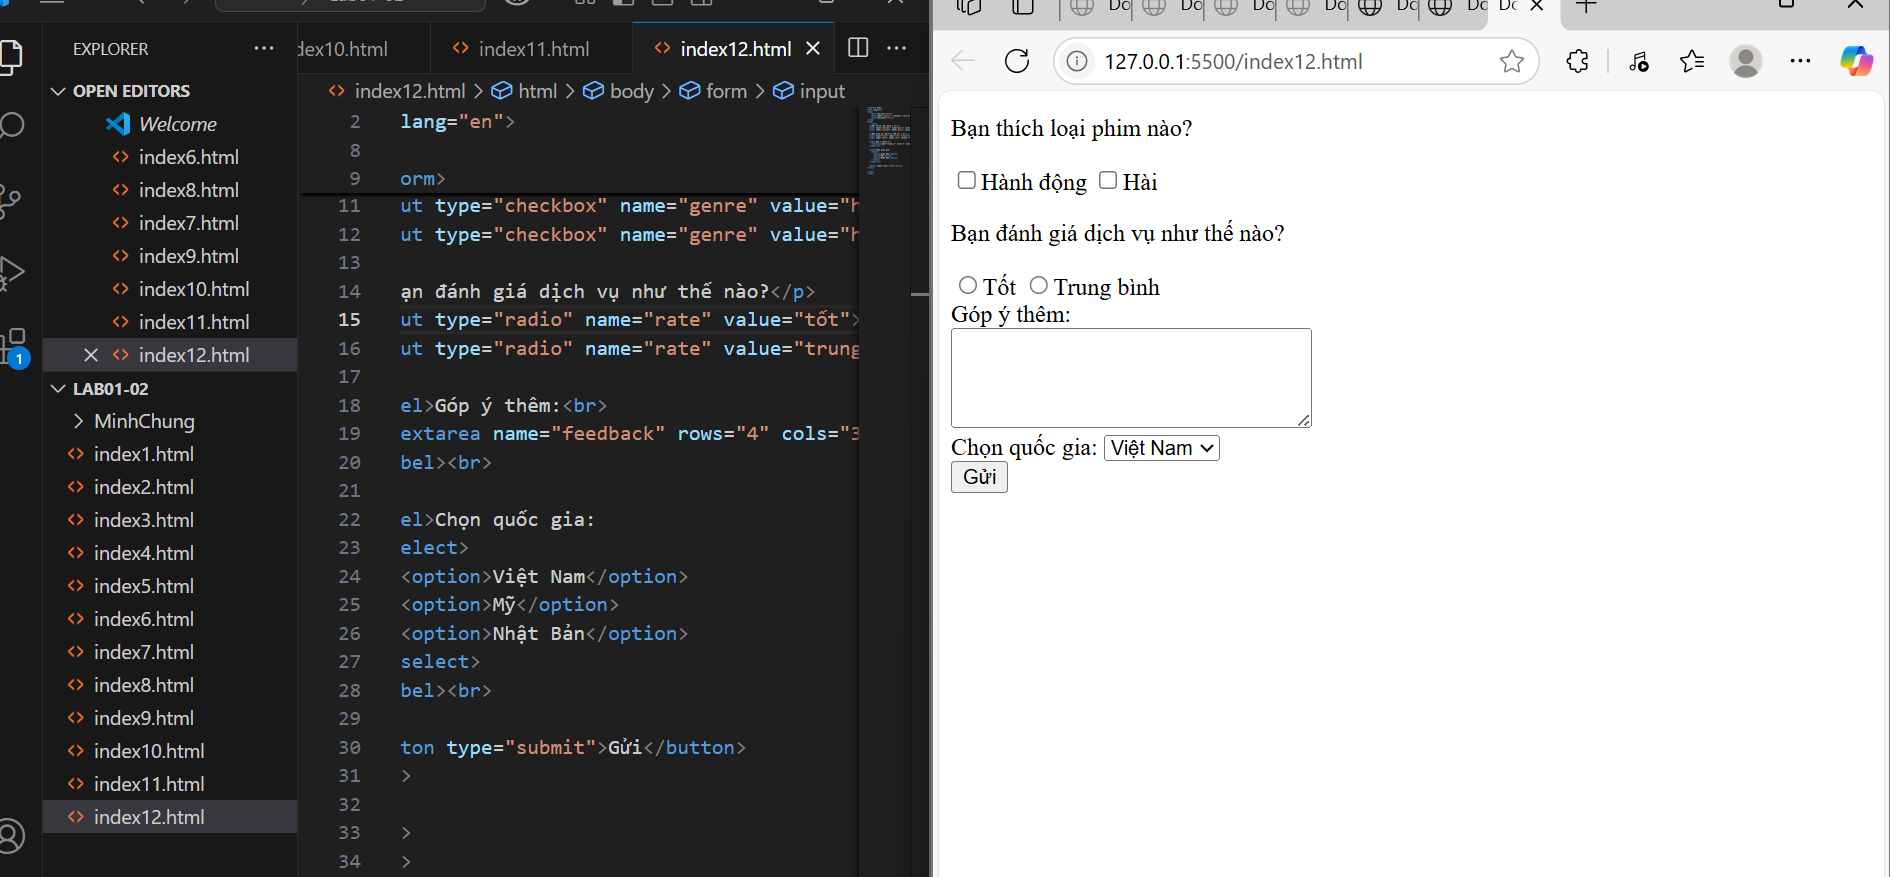 Lab01-02
EXPLORER
dex10.html
index11.html
index12.html
OPEN EDITORS
index12.html > html > body > form > input
Welcome
index6.html
index8.html
index7.html
index9.html
index10.html
index11.html
index12.html
LAB01-02
MinhChung
index1.html
index2.html
index3.html
index4.html
index5.html
index6.html
index7.html
index8.html
index9.html
index10.html
index11.html
index12.html
1
2 lang="en">
8
9 orm>
11 ut type="checkbox" name="genre" value="h
12 ut type="checkbox" name="genre" value="h
13
14 ạn đánh giá dịch vụ như thế nào?</p>
15 ut type="radio" name="rate" value="tốt">
16 ut type="radio" name="rate" value="trung
17
18 el>Góp ý thêm:<br>
19 extarea name="feedback" rows="4" cols="3
20 bel><br>
21
22 el>Chọn quốc gia:
23 elect>
24 <option>Việt Nam</option>
25 <option>Mỹ</option>
26 <option>Nhật Bản</option>
27 select>
28 bel><br>
29
30 ton type="submit">Gửi</button>
31 >
32
33 >
34 >
Do Do Do Do Do Do Do
127.0.0.1:5500/index12.html
Bạn thích loại phim nào?
Hành động Hài
Bạn đánh giá dịch vụ như thế nào?
Tốt Trung bình
Góp ý thêm:
Chọn quốc gia: Việt Nam
Gửi